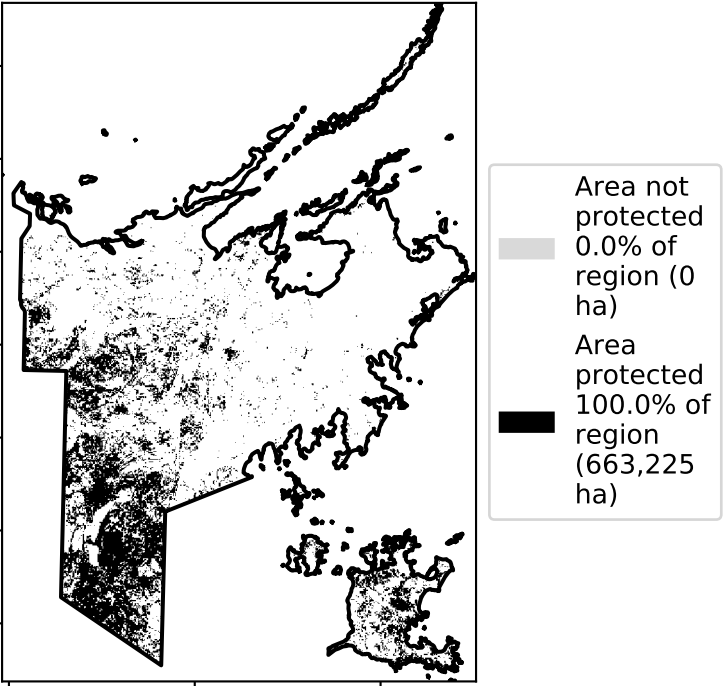 Area not
protected
0.0% of
region (0
ha)
Area
protected
100.0% of
region
(663,225
ha)